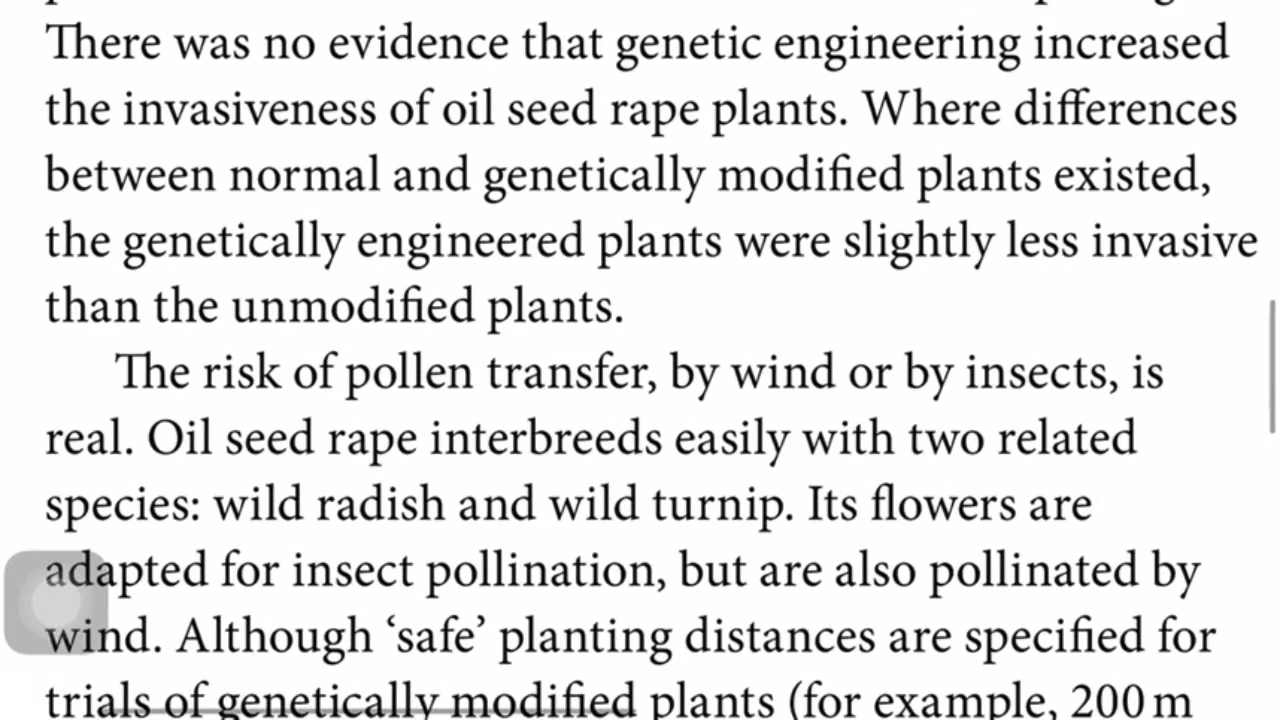 There was no evidence that genetic engineering increased
the invasiveness of oil seed rape plants. Where differences
between normal and genetically modified plants existed,
the genetically engineered plants were slightly less invasive
than the unmodified plants.
The risk of pollen transfer, by wind or by insects, is
real. Oil seed rape interbreeds easily with two related
species: wild radish and wild turnip. Its flowers are
adapted for insect pollination, but are also pollinated by
wind. Although ‘safe’ planting distances are specified for
trials of genetically modified plants (for example, 200 m